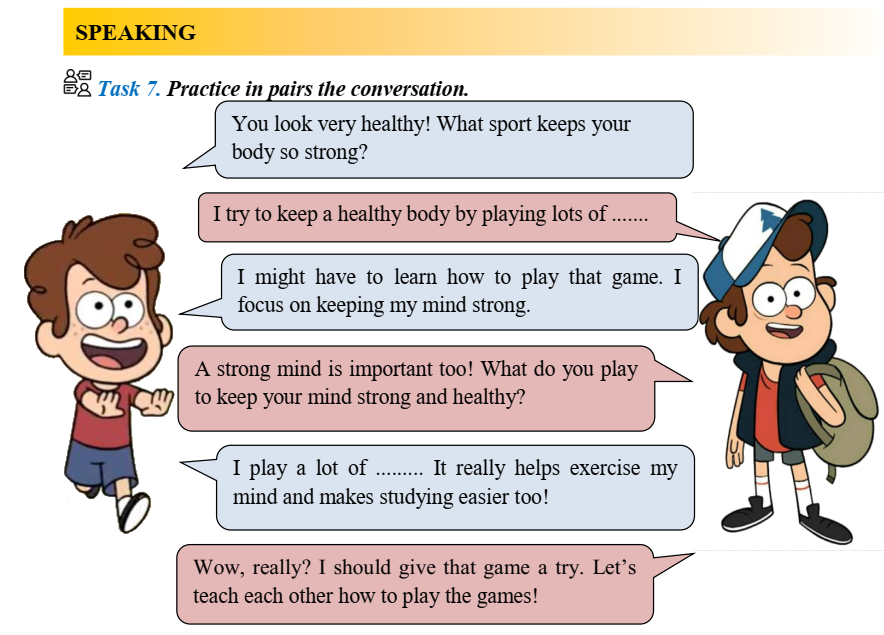 SPEAKING
Task 7. Practice in pairs the conversation.
You look very healthy! What sport keeps your
body so strong?
I try to keep a healthy body by playing lots of .......
I might have to learn how to play that game. I
focus on keeping my mind strong.
A strong mind is important too! What do you play
to keep your mind strong and healthy?
I play a lot of ......... It really helps exercise my
mind and makes studying easier too!
Wow, really? I should give that game a try. Let’s
teach each other how to play the games!